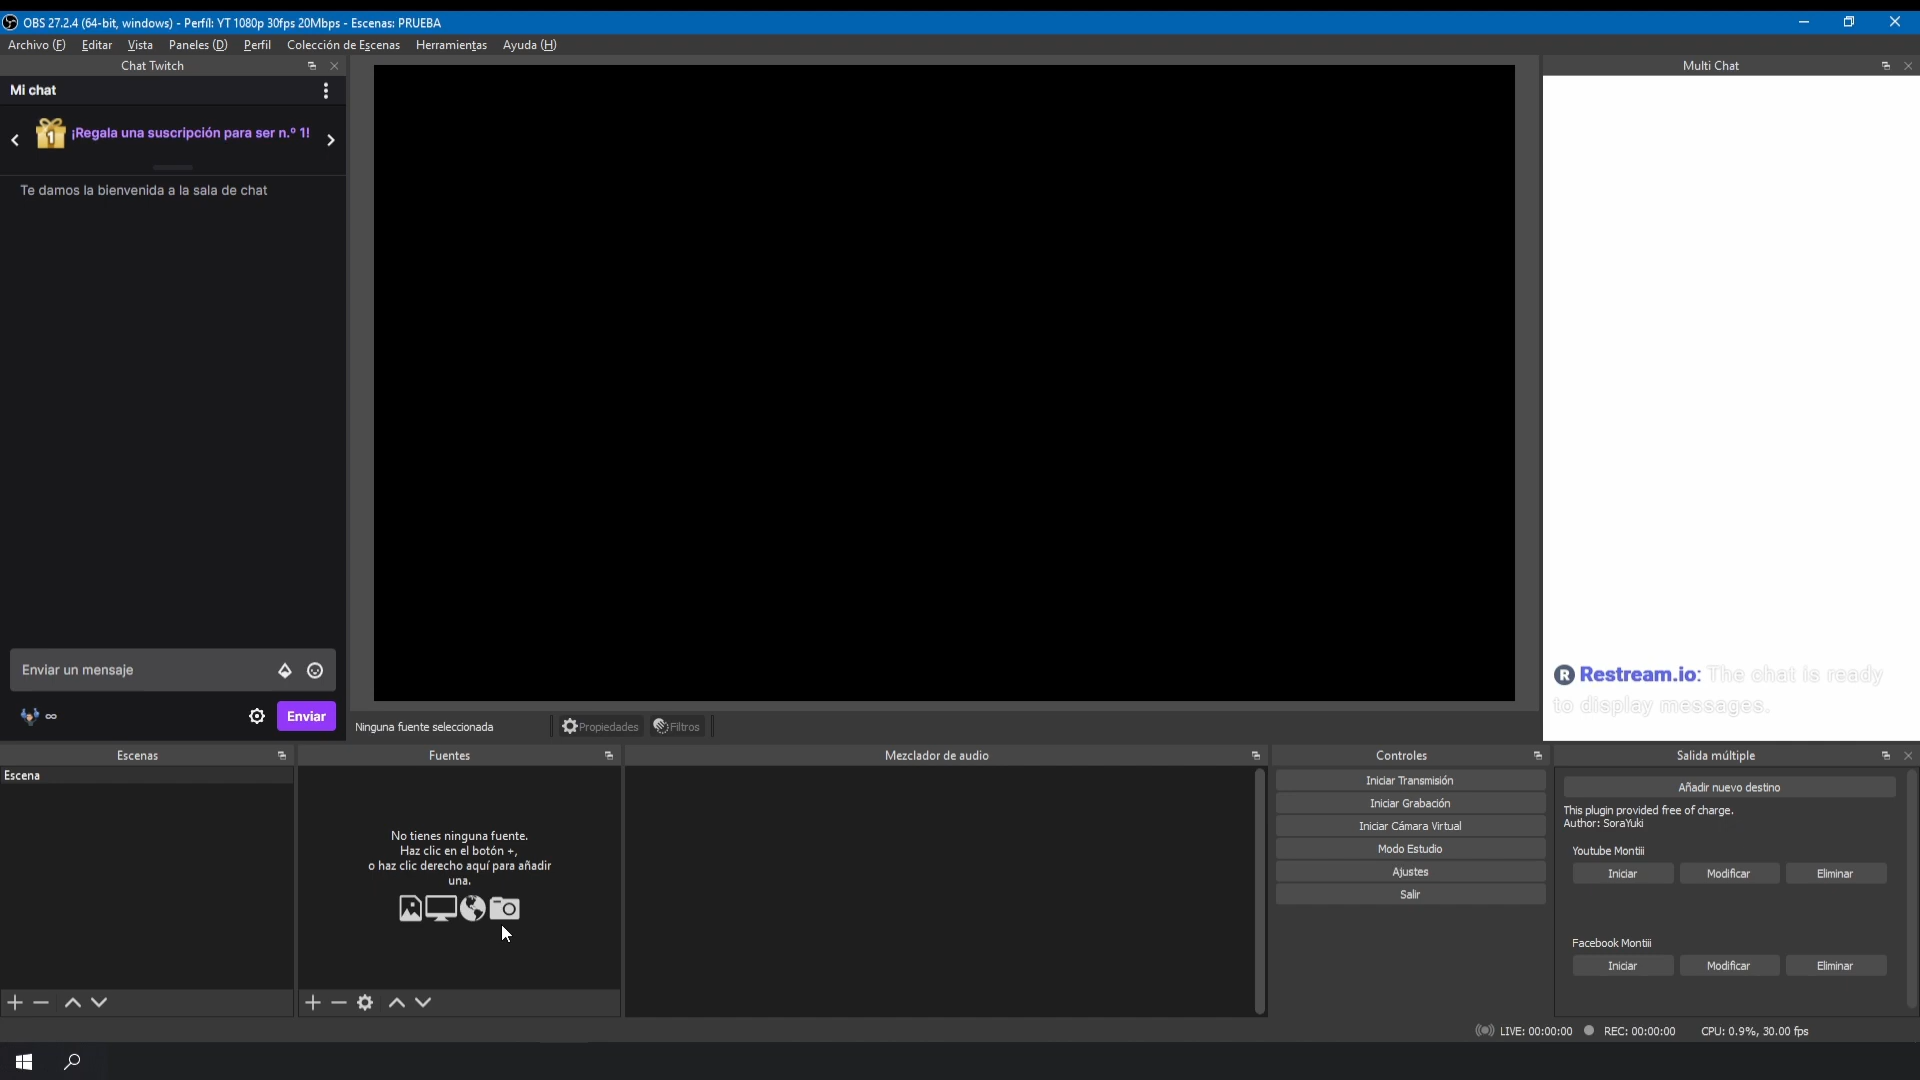 OBS 27.2.4 (64-bit, windows) - Perfil: YT 1080p 30fps 20Mbps - Escenas: PRUEBA
Archivo (F) Editar Vista Paneles (D) Perfil Colección de Escenas Herramientas Ayuda (H)
Chat Twitch
Mi chat
1
¡Regala una suscripción para ser n.º 1!
Te damos la bienvenida a la sala de chat
Enviar un mensaje
∞
Enviar
Multi Chat
R Restream.io: The chat is ready
to display messages.
Ninguna fuente seleccionada
Propiedades
Filtros
Escenas
Escena
Fuentes
No tienes ninguna fuente.
Haz clic en el botón +,
o haz clic derecho aquí para añadir
una.
Mezclador de audio
Controles
Iniciar Transmisión
Iniciar Grabación
Iniciar Cámara Virtual
Modo Estudio
Ajustes
Salir
Salida múltiple
Añadir nuevo destino
This plugin provided free of charge.
Author: SoraYuki
Youtube Montiii
Iniciar Modificar Eliminar
Facebook Montiii
Iniciar Modificar Eliminar
LIVE: 00:00:00 REC: 00:00:00 CPU: 0.9%, 30.00 fps